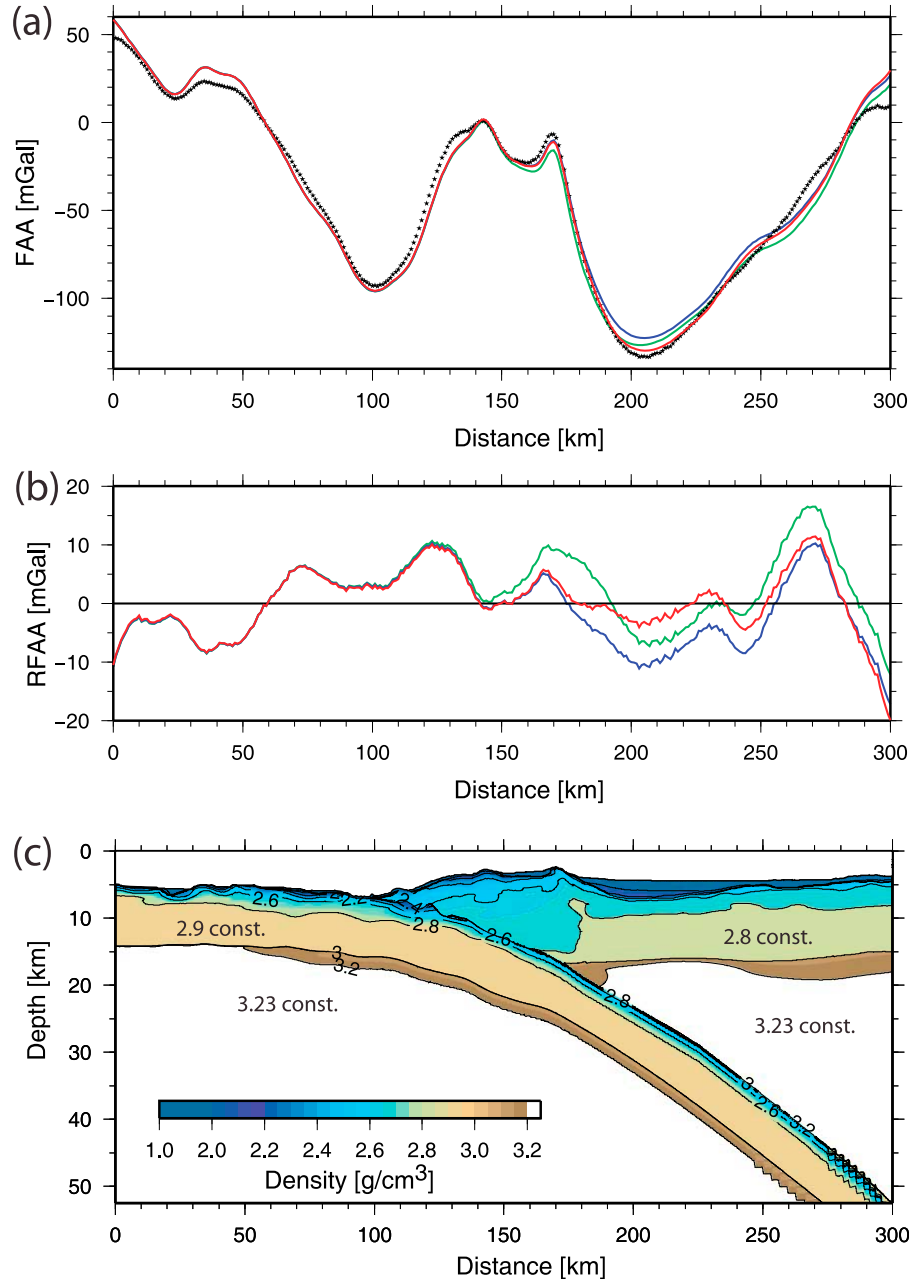 (a)
50
0
−50
−100
FAA [mGal]
0 50 100 150 200 250 300
Distance [km]
(b)
20
10
0
−10
−20
RFAA [mGal]
0 50 100 150 200 250 300
Distance [km]
(c)
0
10
20
30
40
50
Depth [km]
2.6 2.2 2 2.4
2.9 const. 2.8 2.6 2.8 const.
3 3.2 2.8
3.23 const. 3.23 const.
3 2.6 3.2
1.0 2.0 2.2 2.4 2.6 2.8 3.0 3.2
Density [g/cm³]
0 50 100 150 200 250 300
Distance [km]